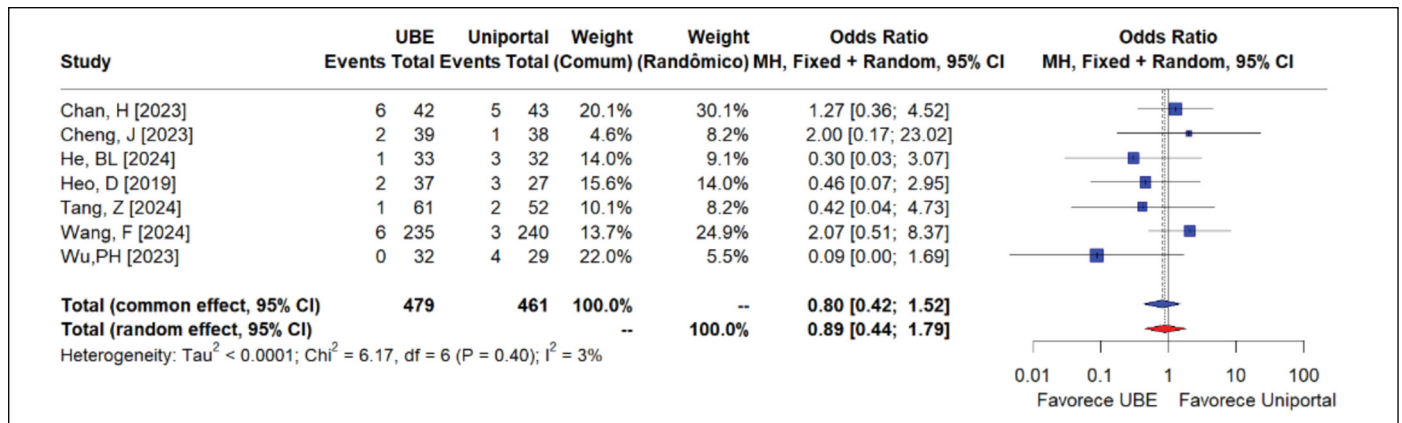 UBE Uniportal Weight Weight Odds Ratio Odds Ratio
Study Events Total Events Total (Comum) (Randômico) MH, Fixed + Random, 95% CI MH, Fixed + Random, 95% CI
Chan, H [2023] 6 42 5 43 20.1% 30.1% 1.27 [0.36; 4.52]
Cheng, J [2023] 2 39 1 38 4.6% 8.2% 2.00 [0.17; 23.02]
He, BL [2024] 1 33 3 32 14.0% 9.1% 0.30 [0.03; 3.07]
Heo, D [2019] 2 37 3 27 15.6% 14.0% 0.46 [0.07; 2.95]
Tang, Z [2024] 1 61 2 52 10.1% 8.2% 0.42 [0.04; 4.73]
Wang, F [2024] 6 235 3 240 13.7% 24.9% 2.07 [0.51; 8.37]
Wu,PH [2023] 0 32 4 29 22.0% 5.5% 0.09 [0.00; 1.69]
Total (common effect, 95% CI) 479 461 100.0% -- 0.80 [0.42; 1.52]
Total (random effect, 95% CI) -- 100.0% 0.89 [0.44; 1.79]
Heterogeneity: Tau² < 0.0001; Chi² = 6.17, df = 6 (P = 0.40); I² = 3%
0.01 0.1 1 10 100
Favorece UBE Favorece Uniportal